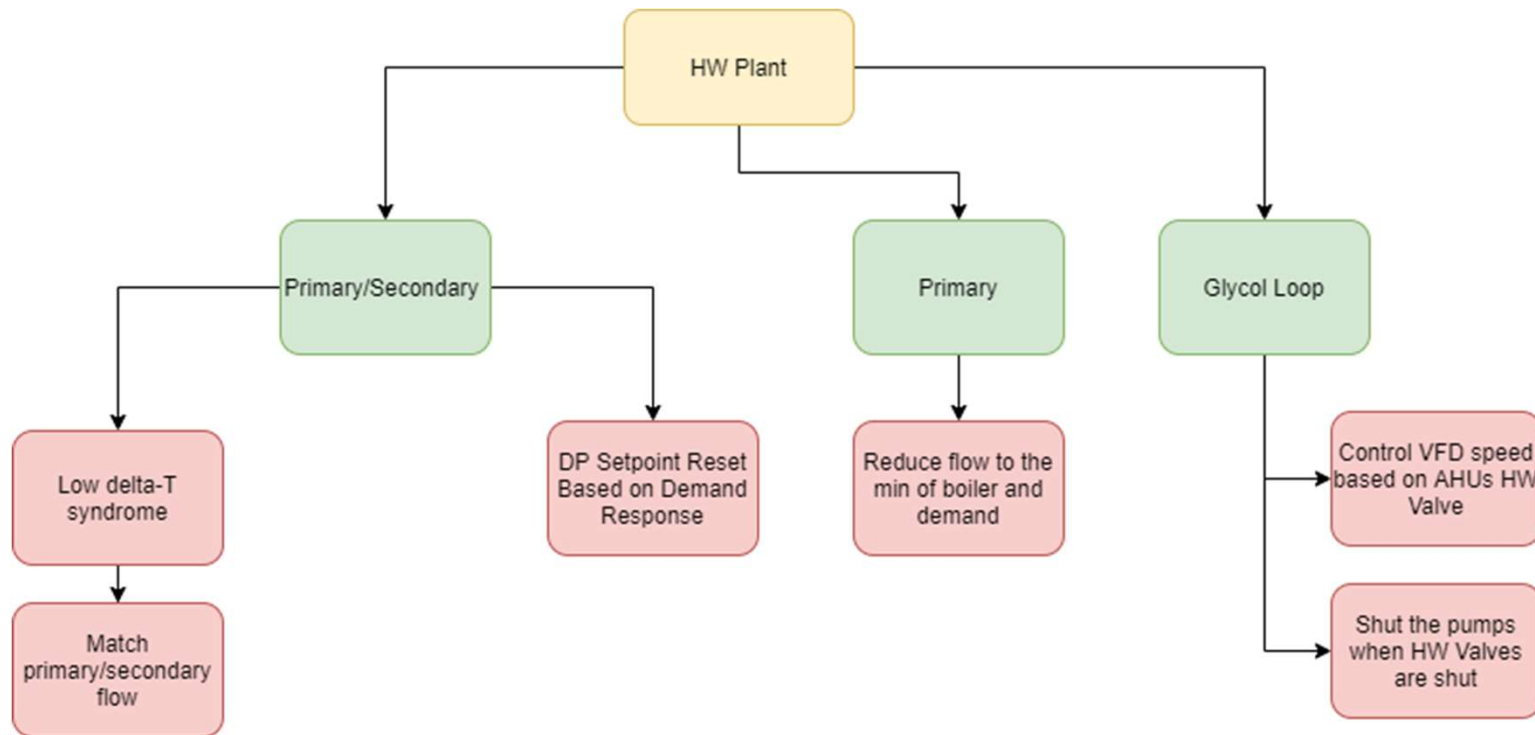 HW Plant
Primary/Secondary
Primary
Glycol Loop
Low delta-T
syndrome
DP Setpoint Reset
Based on Demand
Response
Reduce flow to the
min of boiler and
demand
Control VFD speed
based on AHUs HW
Valve
Match
primary/secondary
flow
Shut the pumps
when HW Valves
are shut